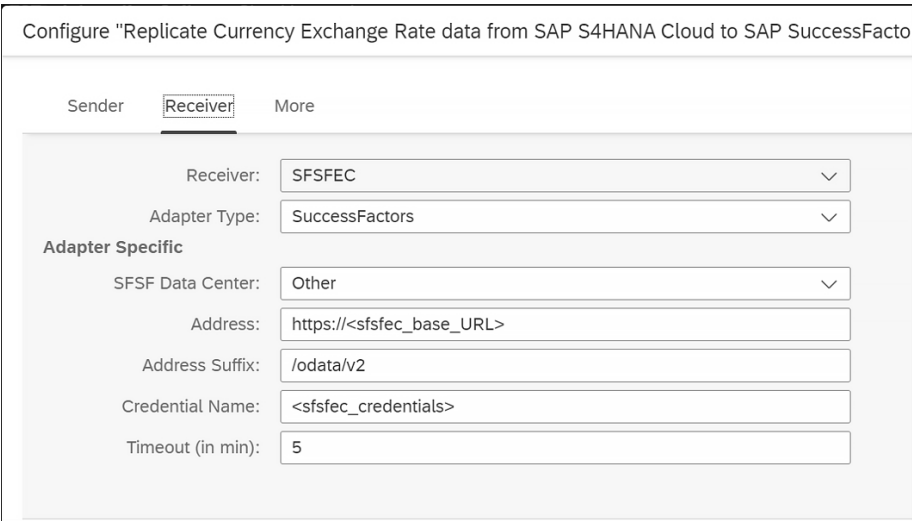 Configure "Replicate Currency Exchange Rate data from SAP S4HANA Cloud to SAP SuccessFacto
Sender Receiver More
Receiver: SFSFEC
Adapter Type: SuccessFactors
Adapter Specific
SFSF Data Center: Other
Address: https://<sfsfec_base_URL>
Address Suffix: /odata/v2
Credential Name: <sfsfec_credentials>
Timeout (in min): 5